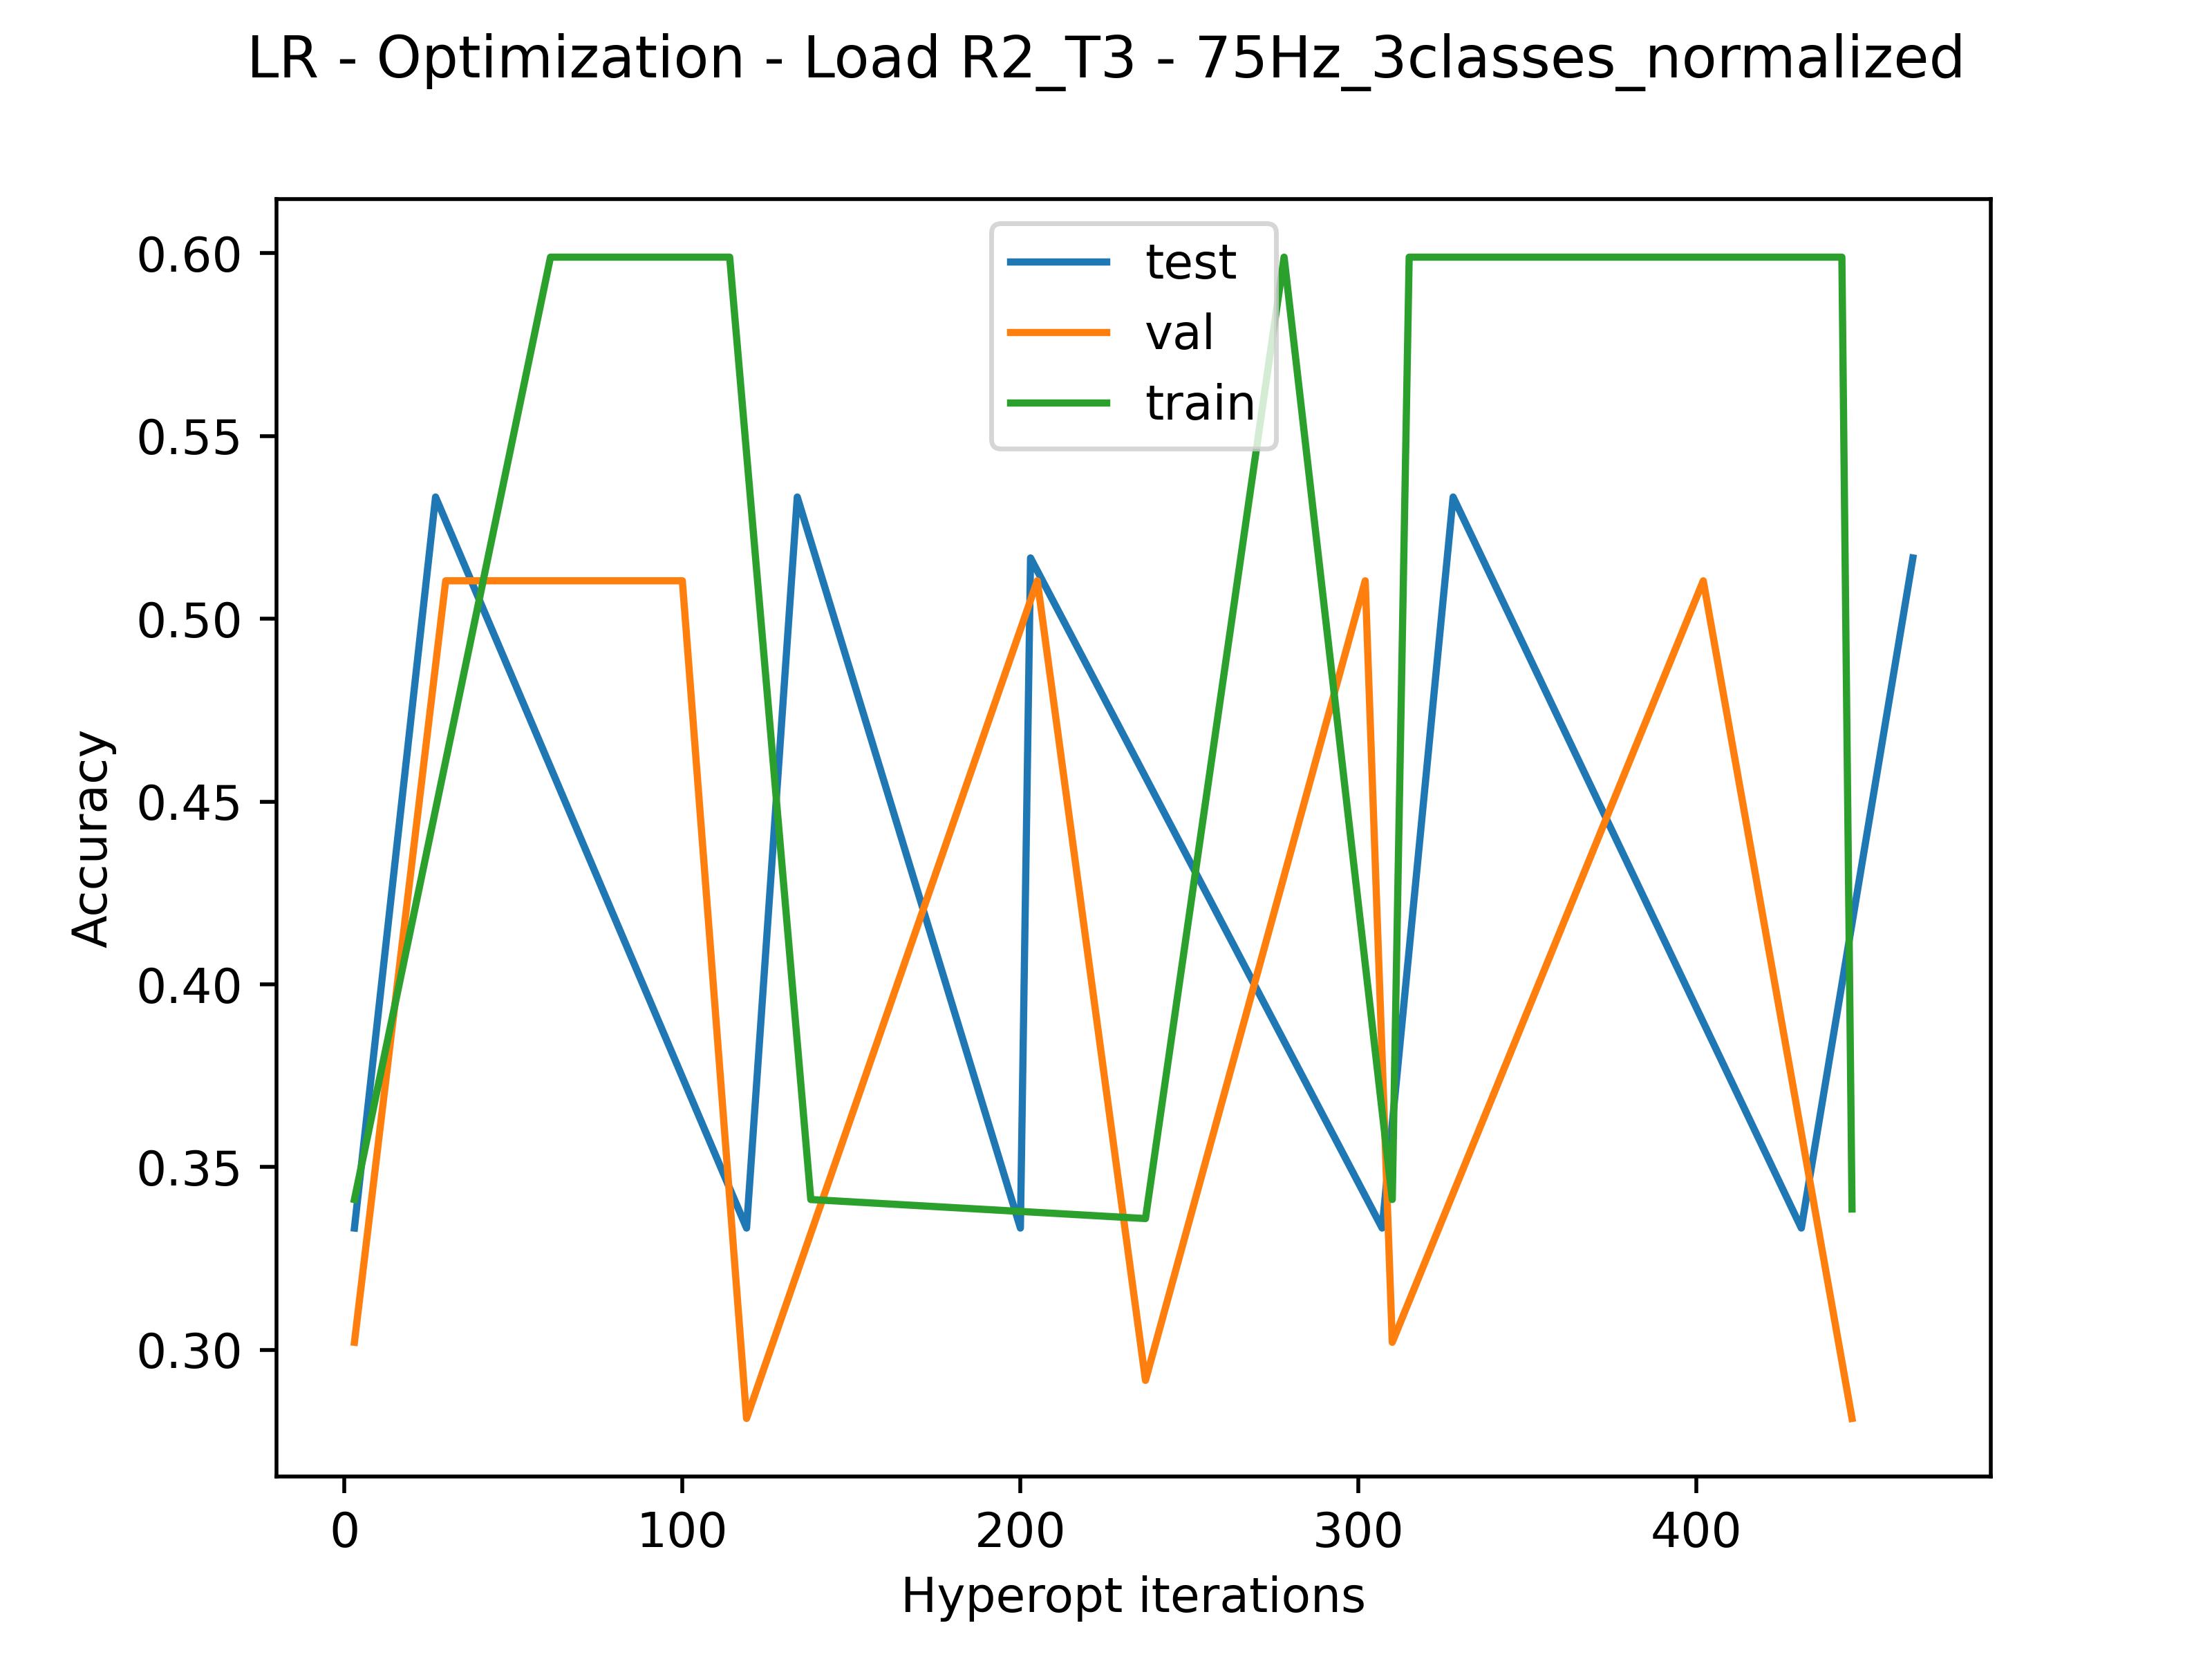 LR - Optimization - Load R2_T3 - 75Hz_3classes_normalized
test
val
train
0.60
0.55
0.50
0.45
0.40
0.35
0.30
Accuracy
0 100 200 300 400
Hyperopt iterations